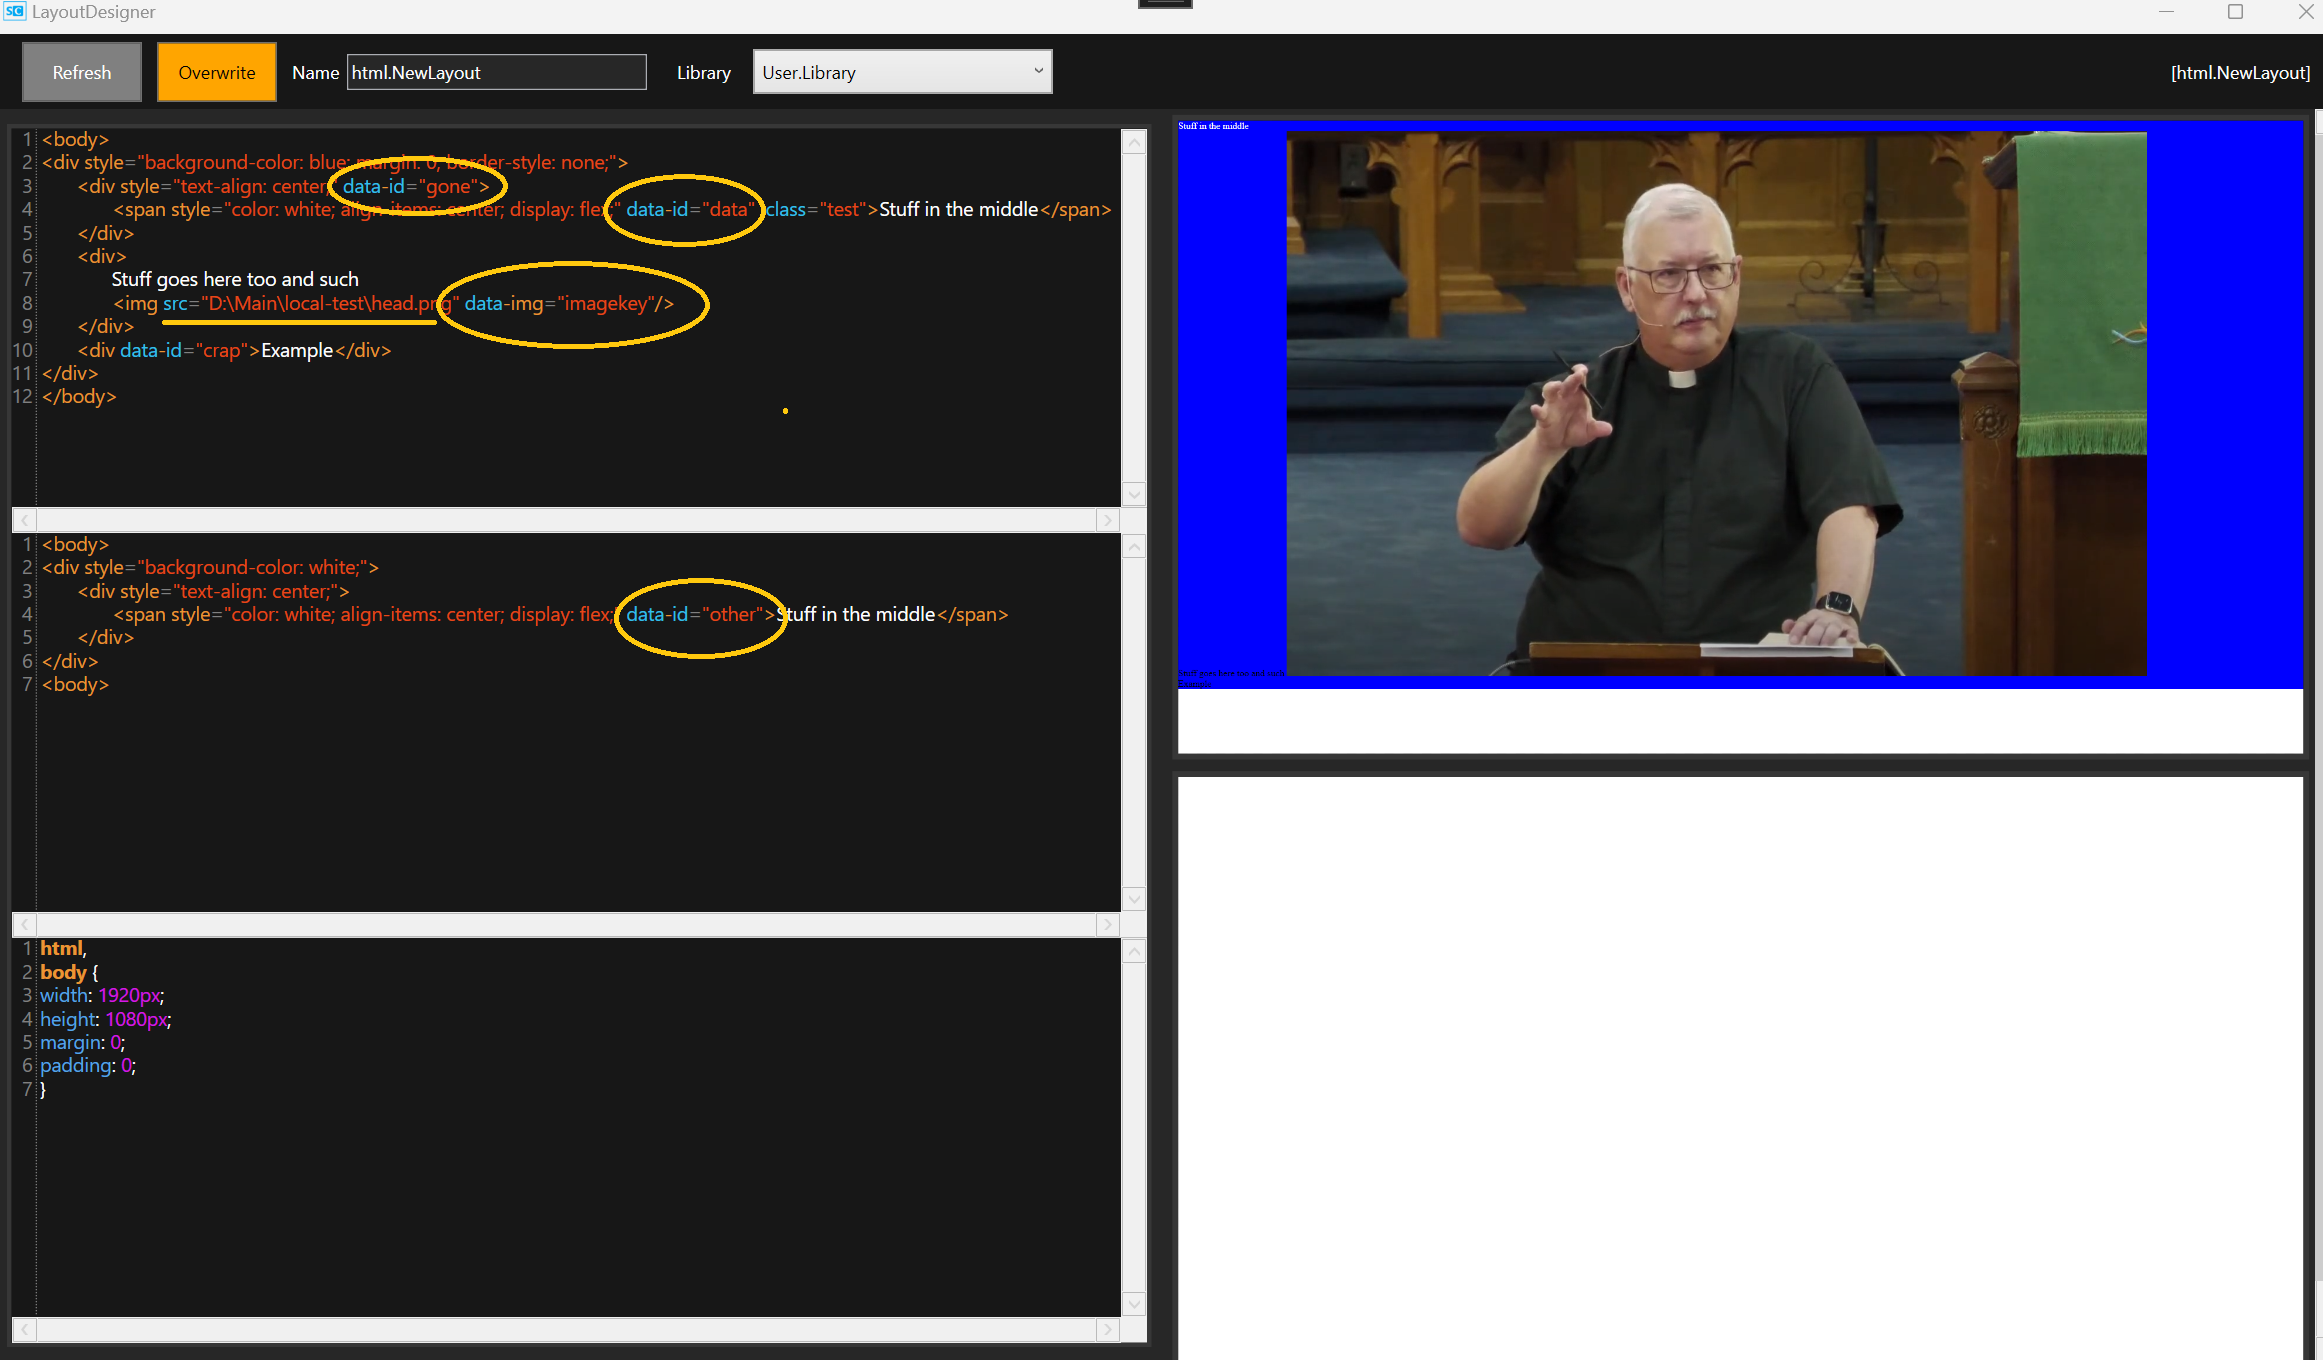 SC LayoutDesigner
Refresh
Overwrite
Name
html.NewLayout
Library
User.Library
[html.NewLayout]
1 <body>
2 <div style="background-color: blue; margin: 0; border-style: none;">
3 <div style="text-align: center; data-id="gone">
4 <span style="color: white; align-items: center; display: flex;" data-id="data" class="test">Stuff in the middle</span>
5 </div>
6 <div>
7 Stuff goes here too and such
8 <img src="D:\Main\local-test\head.png" data-img="imagekey"/>
9 </div>
10 <div data-id="crap">Example</div>
11 </div>
12 </body>
1 <body>
2 <div style="background-color: white;">
3 <div style="text-align: center;">
4 <span style="color: white; align-items: center; display: flex; data-id="other">Stuff in the middle</span>
5 </div>
6 </div>
7 <body>
1 html,
2 body {
3 width: 1920px;
4 height: 1080px;
5 margin: 0;
6 padding: 0;
7 }
Stuff in the middle
Stuff goes here too and such
Example